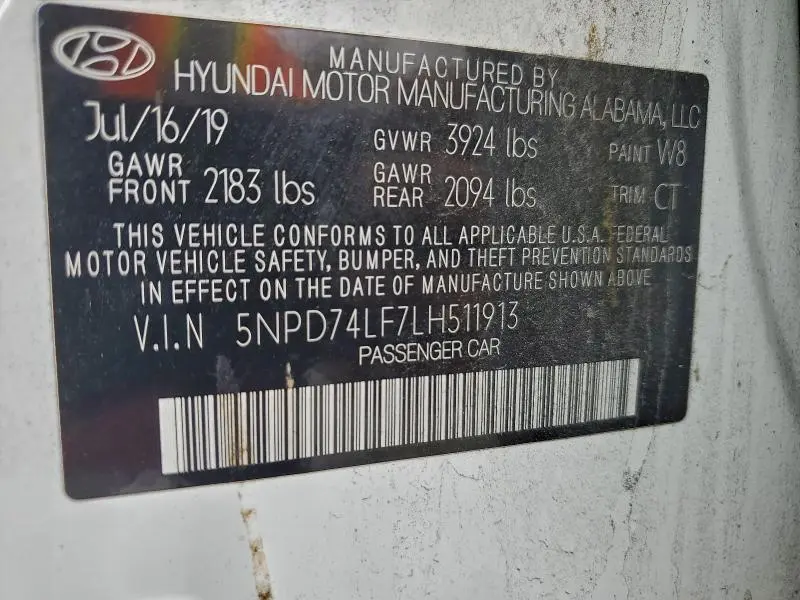 MANUFACTURED BY
HYUNDAI MOTOR MANUFACTURING ALABAMA, LLC
Jul/16/19 GVWR 3924 lbs PAINT W8
GAWR FRONT 2183 lbs GAWR REAR 2094 lbs TRIM CT
THIS VEHICLE CONFORMS TO ALL APPLICABLE U.S.A. FEDERAL
MOTOR VEHICLE SAFETY, BUMPER, AND THEFT PREVENTION STANDARDS
IN EFFECT ON THE DATE OF MANUFACTURE SHOWN ABOVE
V.I.N 5NPD74LF7LH511913
PASSENGER CAR